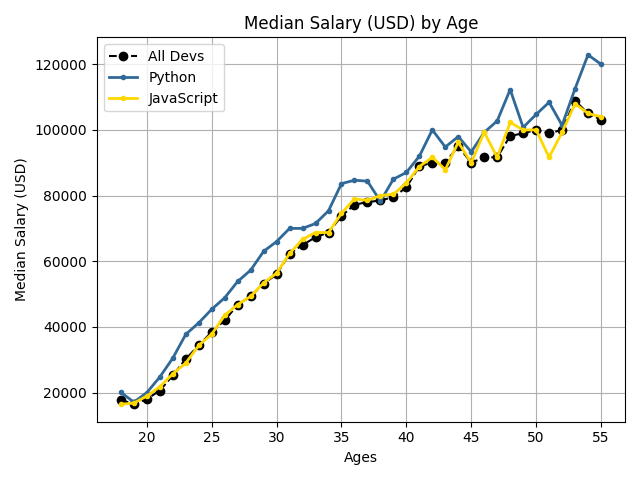 Median Salary (USD) by Age
All Devs
Python
JavaScript
120000
100000
80000
60000
40000
20000
Median Salary (USD)
20 25 30 35 40 45 50 55
Ages